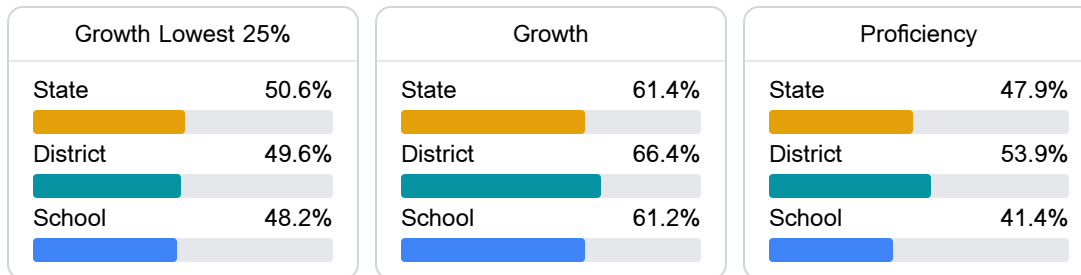 Growth Lowest 25%
State 50.6%
District 49.6%
School 48.2%
Growth
State 61.4%
District 66.4%
School 61.2%
Proficiency
State 47.9%
District 53.9%
School 41.4%